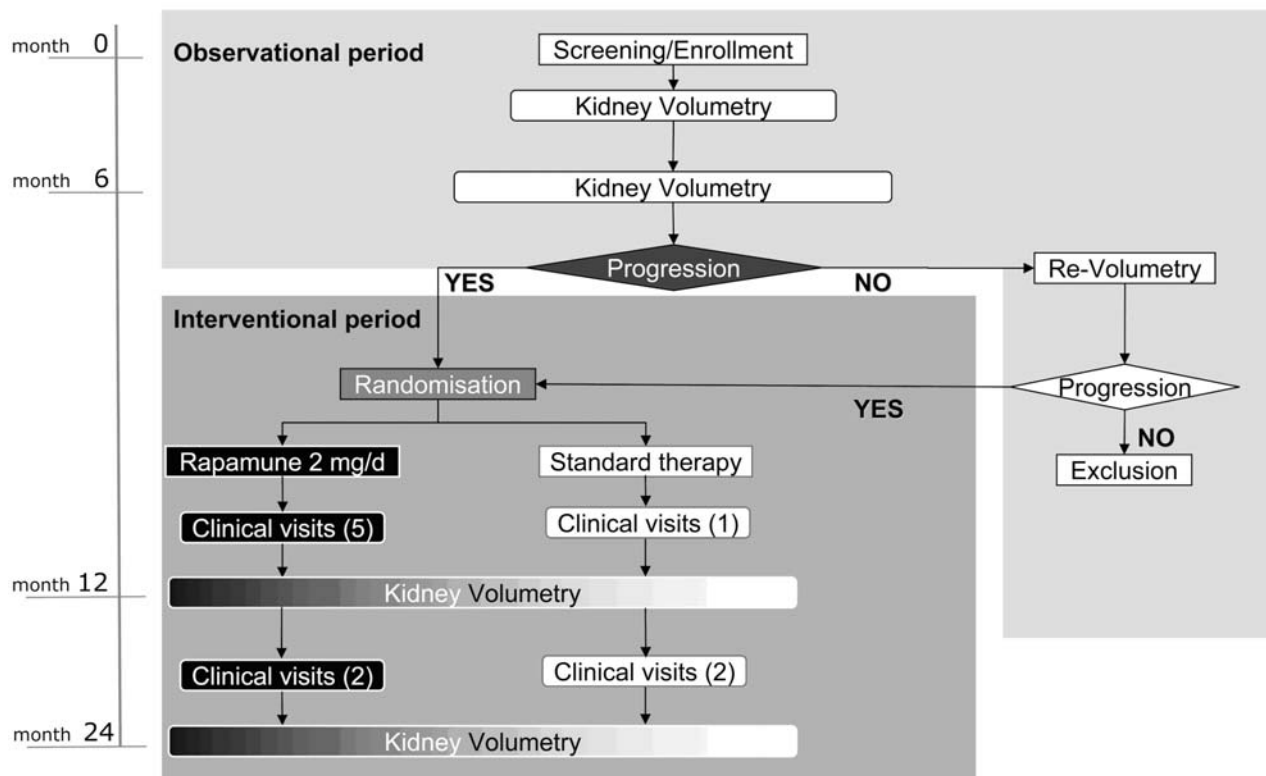 month 0
Observational period
Screening/Enrollment
Kidney Volumetry
month 6
Kidney Volumetry
Progression
YES
NO
Re-Volumetry
Interventional period
Randomisation
YES
Progression
NO
Exclusion
Rapamune 2 mg/d
Standard therapy
Clinical visits (5)
Clinical visits (1)
month 12
Kidney Volumetry
Clinical visits (2)
Clinical visits (2)
month 24
Kidney Volumetry